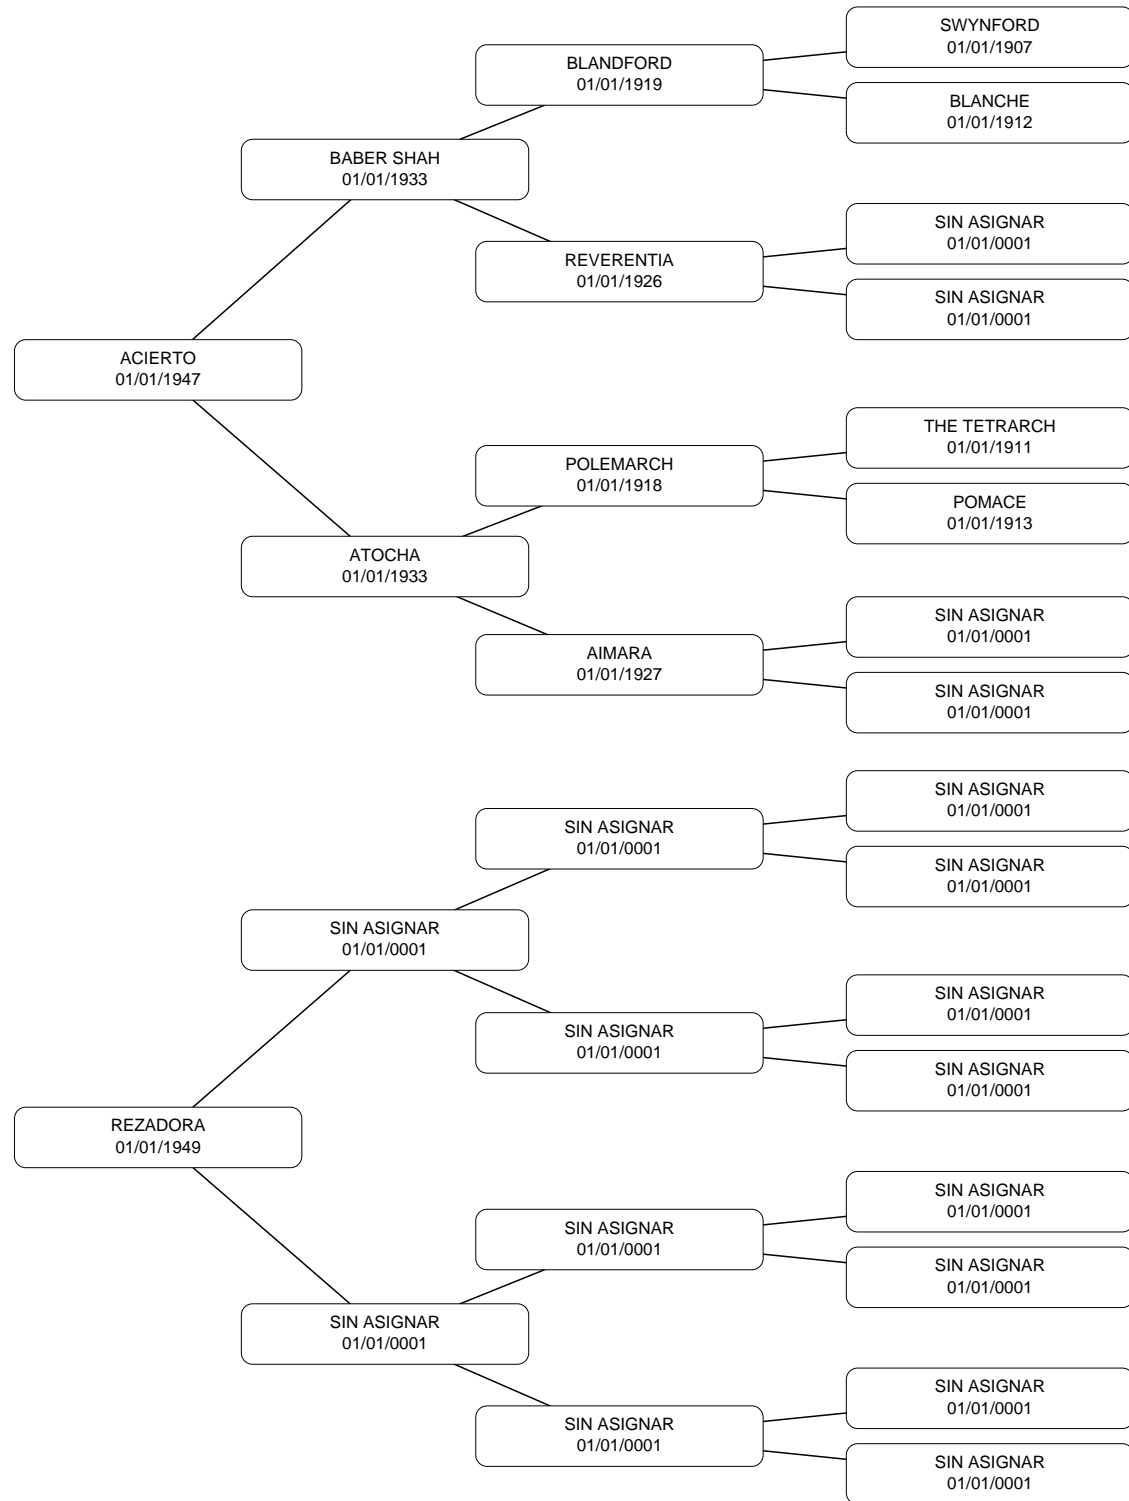 SWYNFORD
01/01/1907
BLANDFORD
01/01/1919
BLANCHE
01/01/1912
BABER SHAH
01/01/1933
SIN ASIGNAR
01/01/0001
REVERENTIA
01/01/1926
SIN ASIGNAR
01/01/0001
ACIERTO
01/01/1947
THE TETRARCH
01/01/1911
POLEMARCH
01/01/1918
POMACE
01/01/1913
ATOCHA
01/01/1933
SIN ASIGNAR
01/01/0001
AIMARA
01/01/1927
SIN ASIGNAR
01/01/0001
SIN ASIGNAR
01/01/0001
SIN ASIGNAR
01/01/0001
SIN ASIGNAR
01/01/0001
SIN ASIGNAR
01/01/0001
SIN ASIGNAR
01/01/0001
SIN ASIGNAR
01/01/0001
SIN ASIGNAR
01/01/0001
REZADORA
01/01/1949
SIN ASIGNAR
01/01/0001
SIN ASIGNAR
01/01/0001
SIN ASIGNAR
01/01/0001
SIN ASIGNAR
01/01/0001
SIN ASIGNAR
01/01/0001
SIN ASIGNAR
01/01/0001
SIN ASIGNAR
01/01/0001